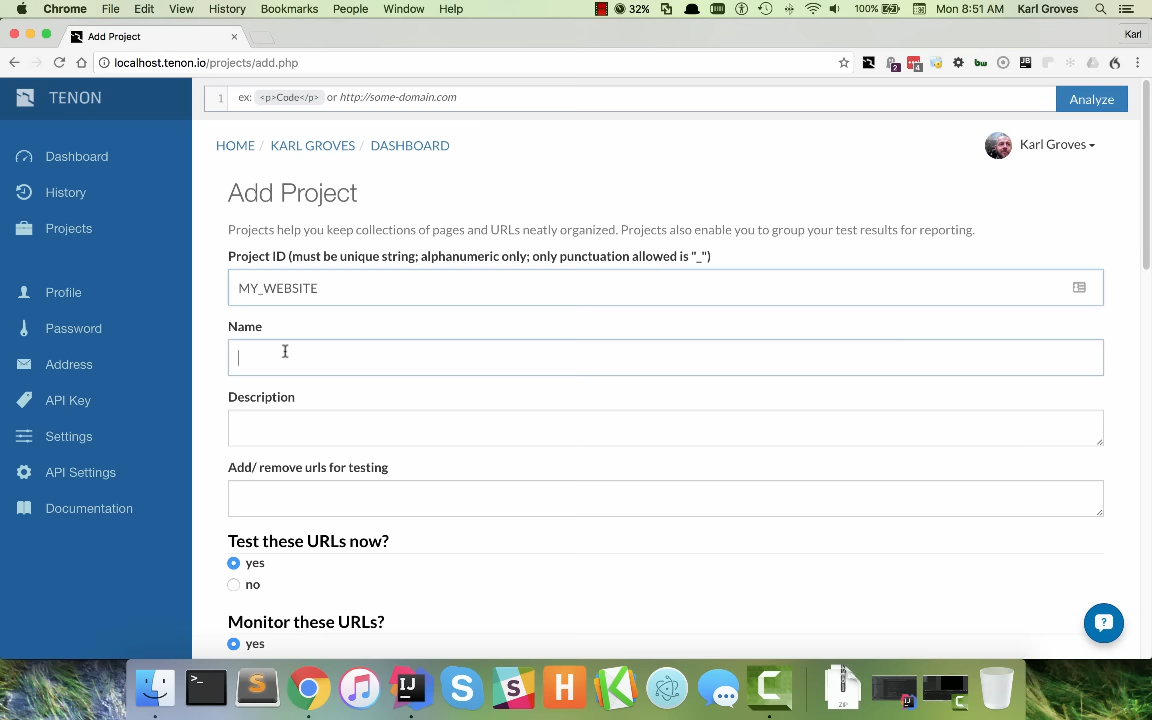 Chrome File Edit View History Bookmarks People Window Help 32% 100% Mon 8:51 AM Karl Groves
Add Project
Karl
localhost.tenon.io/projects/add.php
TENON
1 ex: <p>Code</p> or http://some-domain.com
Analyze
HOME / KARL GROVES / DASHBOARD
Karl Groves
Dashboard
History
Projects
Profile
Password
Address
API Key
Settings
API Settings
Documentation
Add Project
Projects help you keep collections of pages and URLs neatly organized. Projects also enable you to group your test results for reporting.
Project ID (must be unique string; alphanumeric only; only punctuation allowed is "_")
MY_WEBSITE
Name
Description
Add/ remove urls for testing
Test these URLs now?
yes
no
Monitor these URLs?
yes